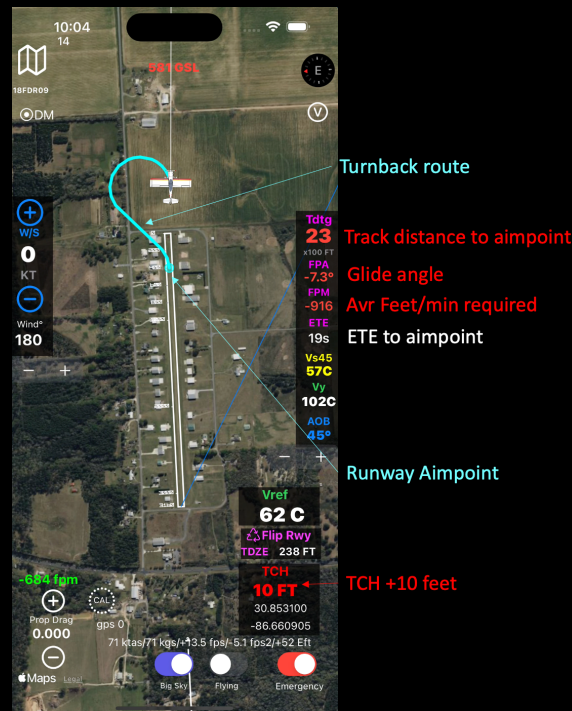 10:04
14
18FDR09
581 GSL
E
DM
V
Turnback route
W/S
0
KT
Wind°
180
Tdtg
23
x100 FT
Track distance to aimpoint
FPA
-7.3°
Glide angle
FPM
-916
Avr Feet/min required
ETE
19s
ETE to aimpoint
Vs45
57C
Vy
102C
AOB
45°
Runway Aimpoint
Vref
62 C
Flip Rwy
TDZE 238 FT
TCH
10 FT
TCH +10 feet
30.853100
-86.660905
-684 fpm
CAL
Prop Drag
gps 0
0.000
71 ktas/71 kgs/+13.5 fps/-5.1 fps2/+52 Eft
Maps Legal
Big Sky
Flying
Emergency